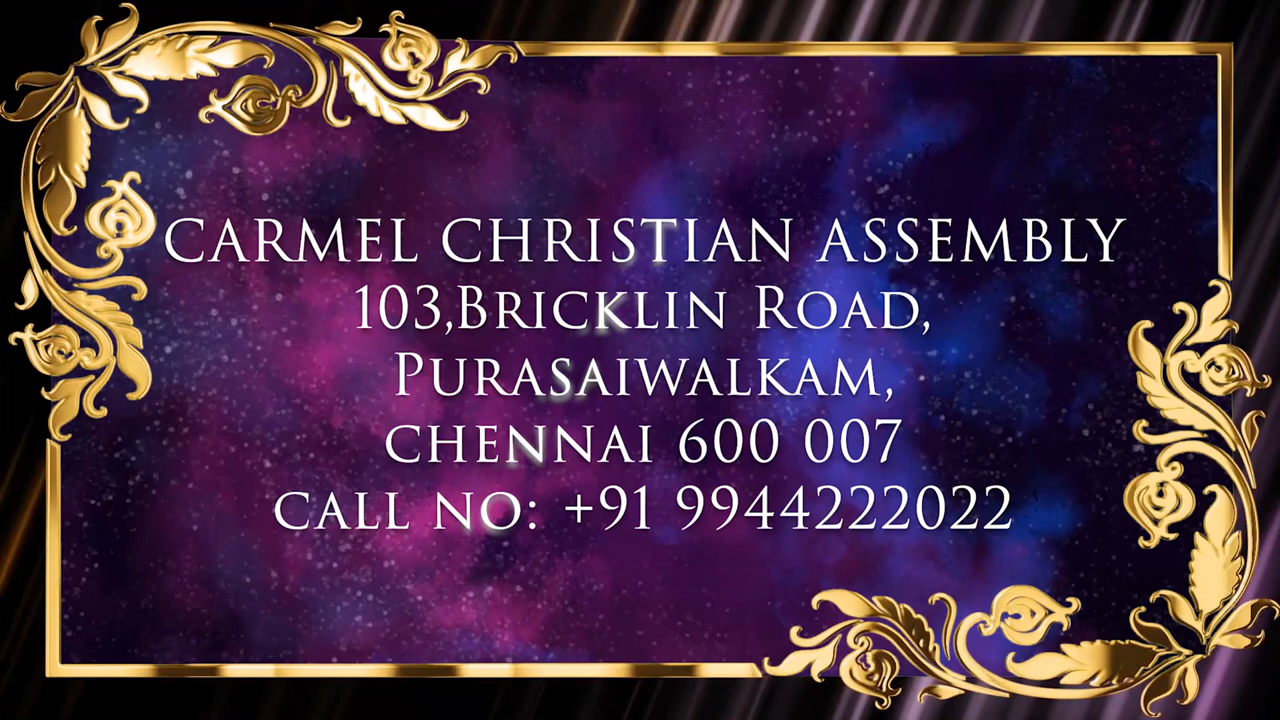 CARMEL CHRISTIAN ASSEMBLY
103,Bricklin Road,
Purasaiwalkam,
chennai 600 007
call no: +91 9944222022